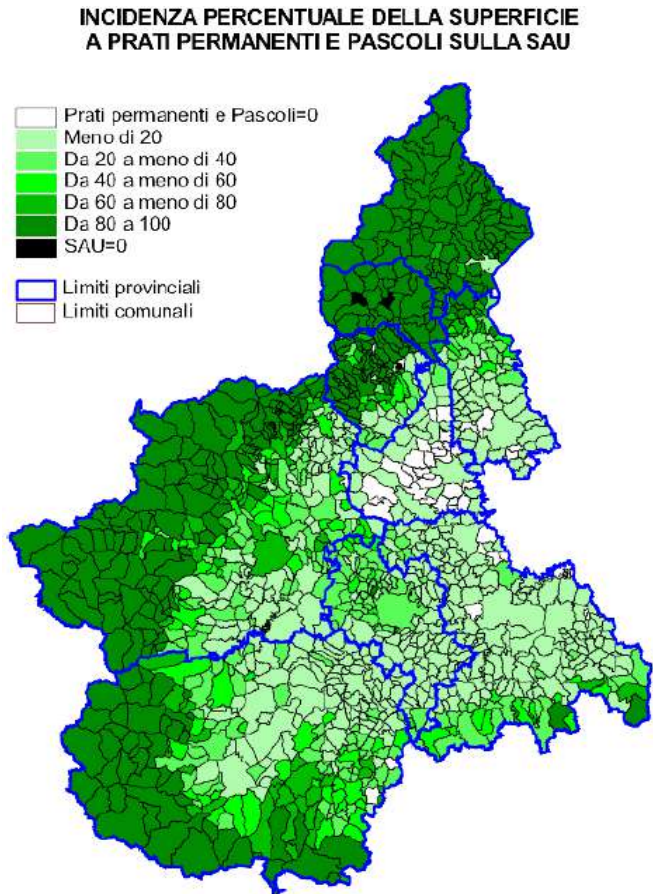 INCIDENZA PERCENTUALE DELLA SUPERFICIE
A PRATI PERMANENTI E PASCOLI SULLA SAU
Prati permanenti e Pascoli=0
Meno di 20
Da 20 a meno di 40
Da 40 a meno di 60
Da 60 a meno di 80
Da 80 a 100
SAU=0
Limiti provinciali
Limiti comunali